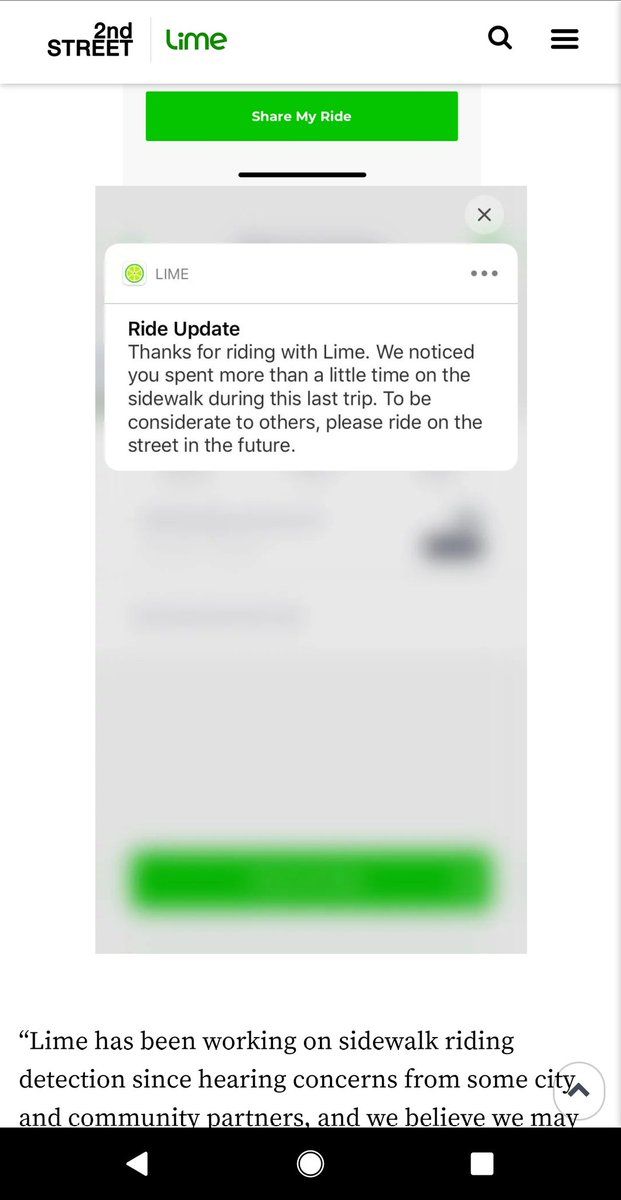 2nd
STREET
Lime
Share My Ride
LIME
Ride Update
Thanks for riding with Lime. We noticed
you spent more than a little time on the
sidewalk during this last trip. To be
considerate to others, please ride on the
street in the future.
“Lime has been working on sidewalk riding
detection since hearing concerns from some city
and community partners, and we believe we may